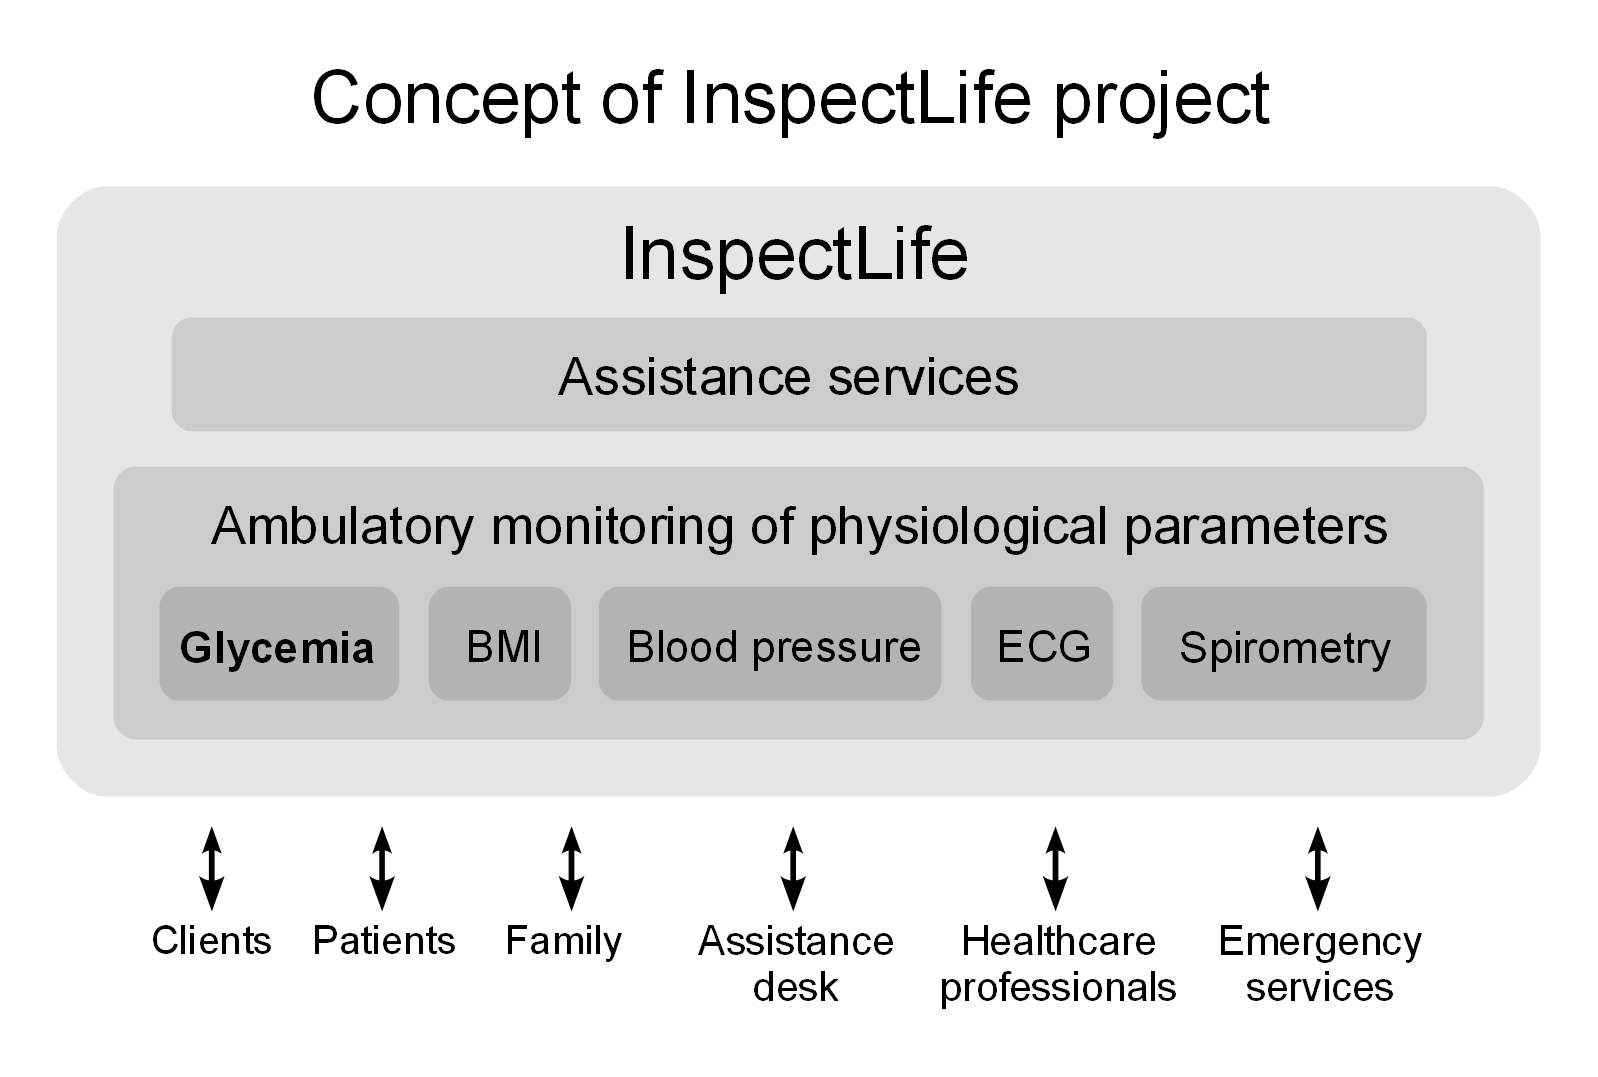 Concept of InspectLife project
InspectLife
Assistance services
Ambulatory monitoring of physiological parameters
Glycemia
BMI
Blood pressure
ECG
Spirometry
Clients
Patients
Family
Assistance
desk
Healthcare
professionals
Emergency
services